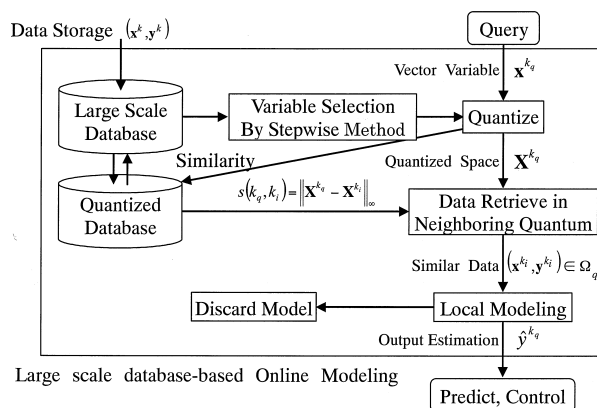 Data Storage (x^k, y^k)
Query
Vector Variable x^{k_q}
Large Scale
Database
Variable Selection
By Stepwise Method
Quantize
Similarity
Quantized Space X^{k_q}
s(k_q, k_i) = ‖X^{k_q} − X^{k_i}‖_∞
Quantized
Database
Data Retrieve in
Neighboring Quantum
Similar Data (x^{k_i}, y^{k_i}) ∈ Ω_q
Discard Model
Local Modeling
Output Estimation ŷ^{k_q}
Large scale database-based Online Modeling
Predict, Control